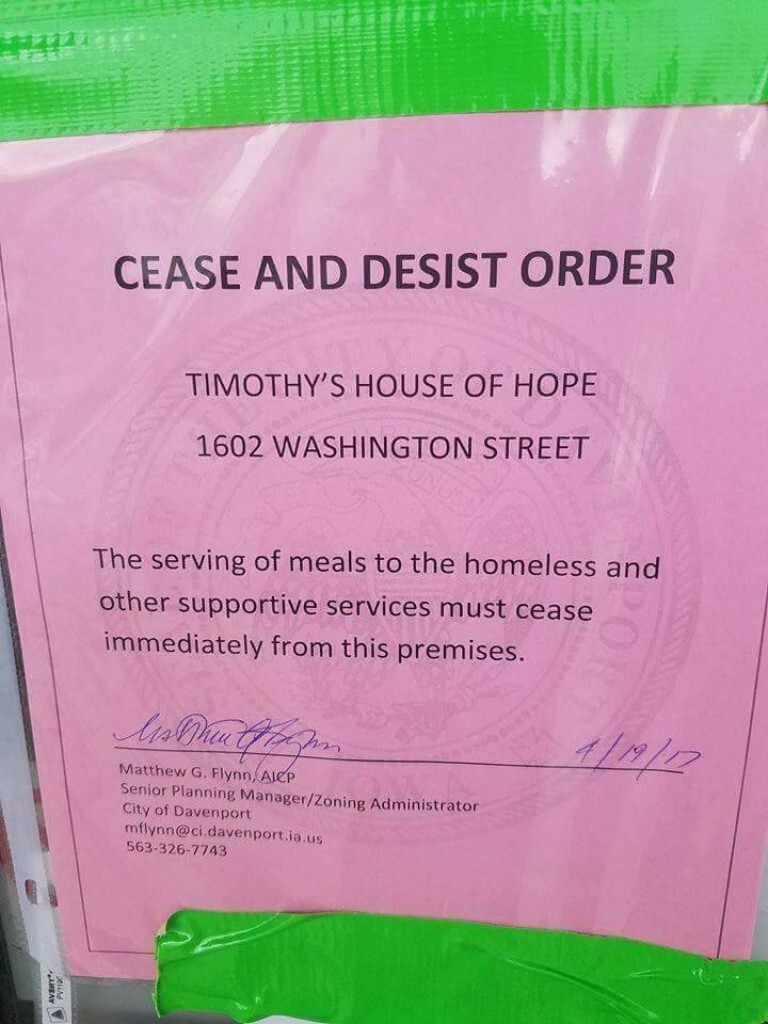 CEASE AND DESIST ORDER
TIMOTHY'S HOUSE OF HOPE
1602 WASHINGTON STREET
The serving of meals to the homeless and
other supportive services must cease
immediately from this premises.
4/19/17
Matthew G. Flynn, AICP
Senior Planning Manager/Zoning Administrator
City of Davenport
mflynn@ci.davenport.ia.us
563-326-7743
AVERY